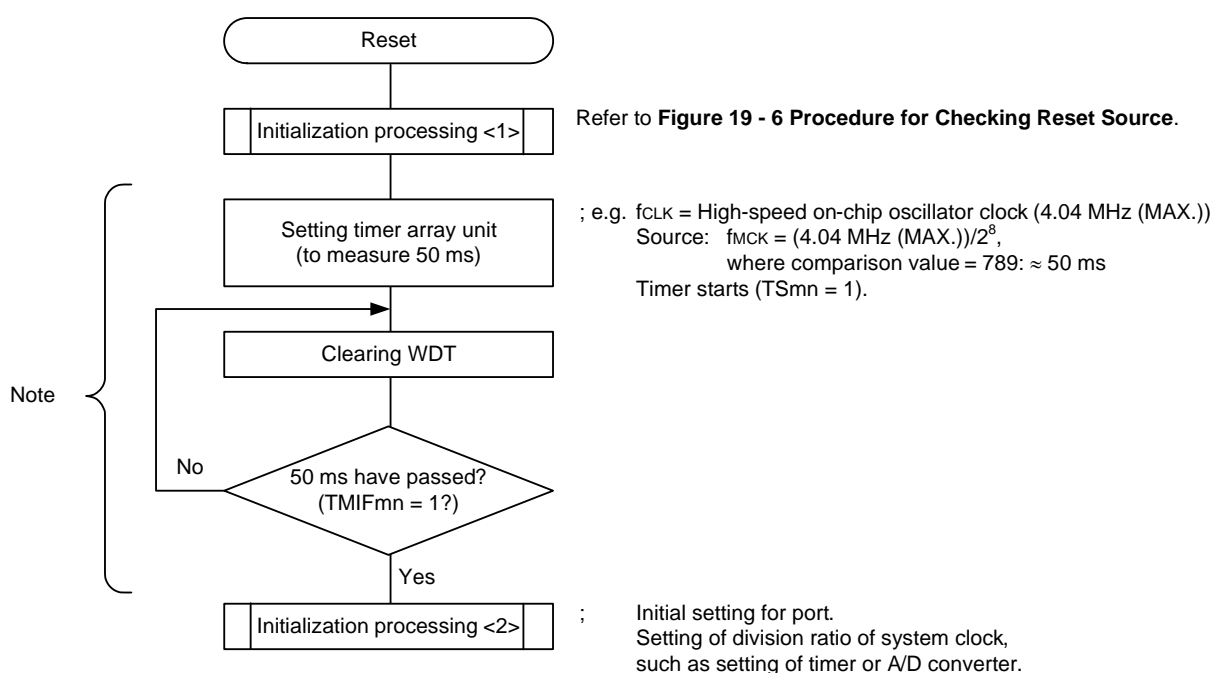 Reset
Initialization processing <1>
Refer to Figure 19 - 6 Procedure for Checking Reset Source.
Setting timer array unit
(to measure 50 ms)
; e.g. fCLK = High-speed on-chip oscillator clock (4.04 MHz (MAX.))
Source: fMCK = (4.04 MHz (MAX.))/2⁸,
where comparison value = 789: ≈ 50 ms
Timer starts (TSmn = 1).
Clearing WDT
Note
No
50 ms have passed?
(TMIFmn = 1?)
Yes
Initialization processing <2>
; Initial setting for port.
Setting of division ratio of system clock,
such as setting of timer or A/D converter.